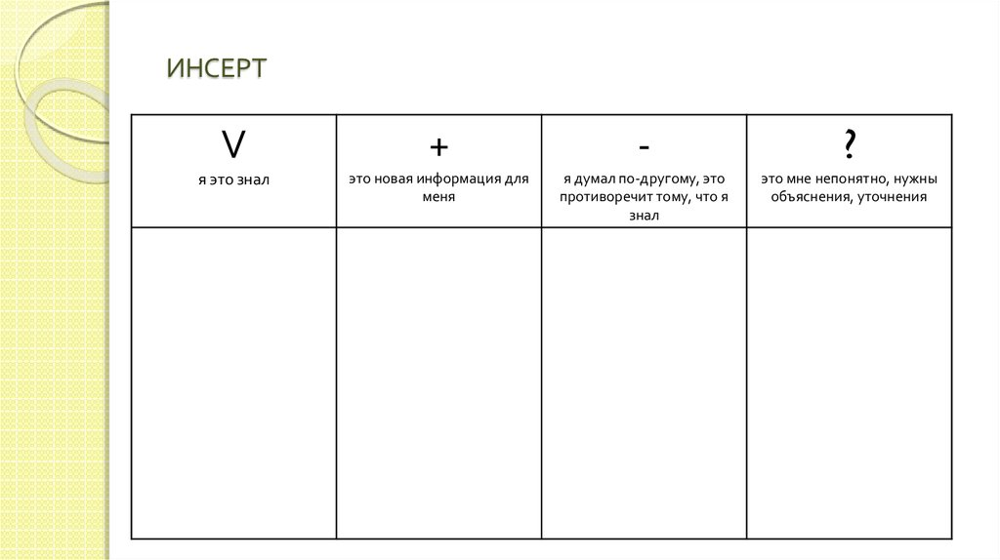 ИНСЕРТ
V
я это знал
+
это новая информация для
меня
-
я думал по-другому, это
противоречит тому, что я
знал
?
это мне непонятно, нужны
объяснения, уточнения